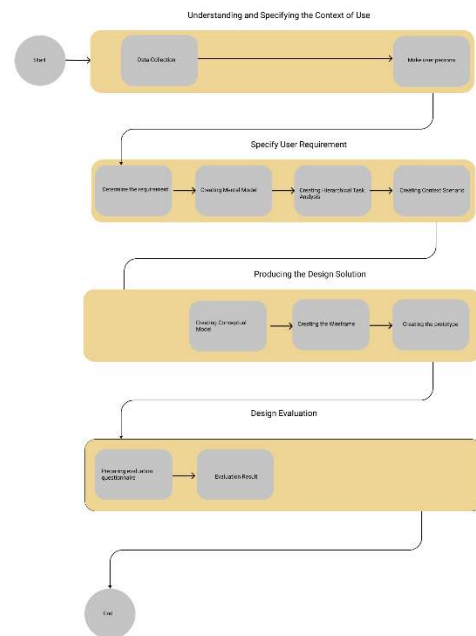 Understanding and Specifying the Context of Use
Start
Data Collection
Make user persons
Specify User Requirement
Determine the requirement
Creating Mental Model
Creating Hierarchical Task
Analysis
Creating Context Scenario
Producing the Design Solution
Creating Conceptual
Model
Creating the Wireframe
Creating the prototype
Design Evaluation
Preparing evaluation
questionnaire
Evaluation Result
End